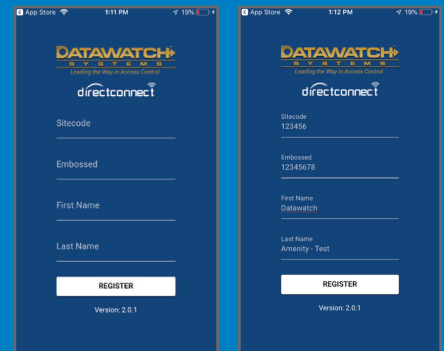 App Store 1:11 PM 19%
DATAWATCH
SYSTEMS
Leading the Way in Access Control
directconnect
Sitecode
Embossed
First Name
Last Name
REGISTER
Version: 2.0.1
App Store 1:12 PM 19%
DATAWATCH
SYSTEMS
Leading the Way in Access Control
directconnect
Sitecode
123456
Embossed
12345678
First Name
Datawatch
Last Name
Amenity - Test
REGISTER
Version: 2.0.1